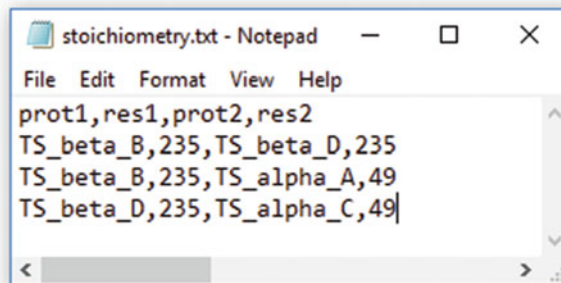 stoichiometry.txt - Notepad
File Edit Format View Help
prot1,res1,prot2,res2
TS_beta_B,235,TS_beta_D,235
TS_beta_B,235,TS_alpha_A,49
TS_beta_D,235,TS_alpha_C,49